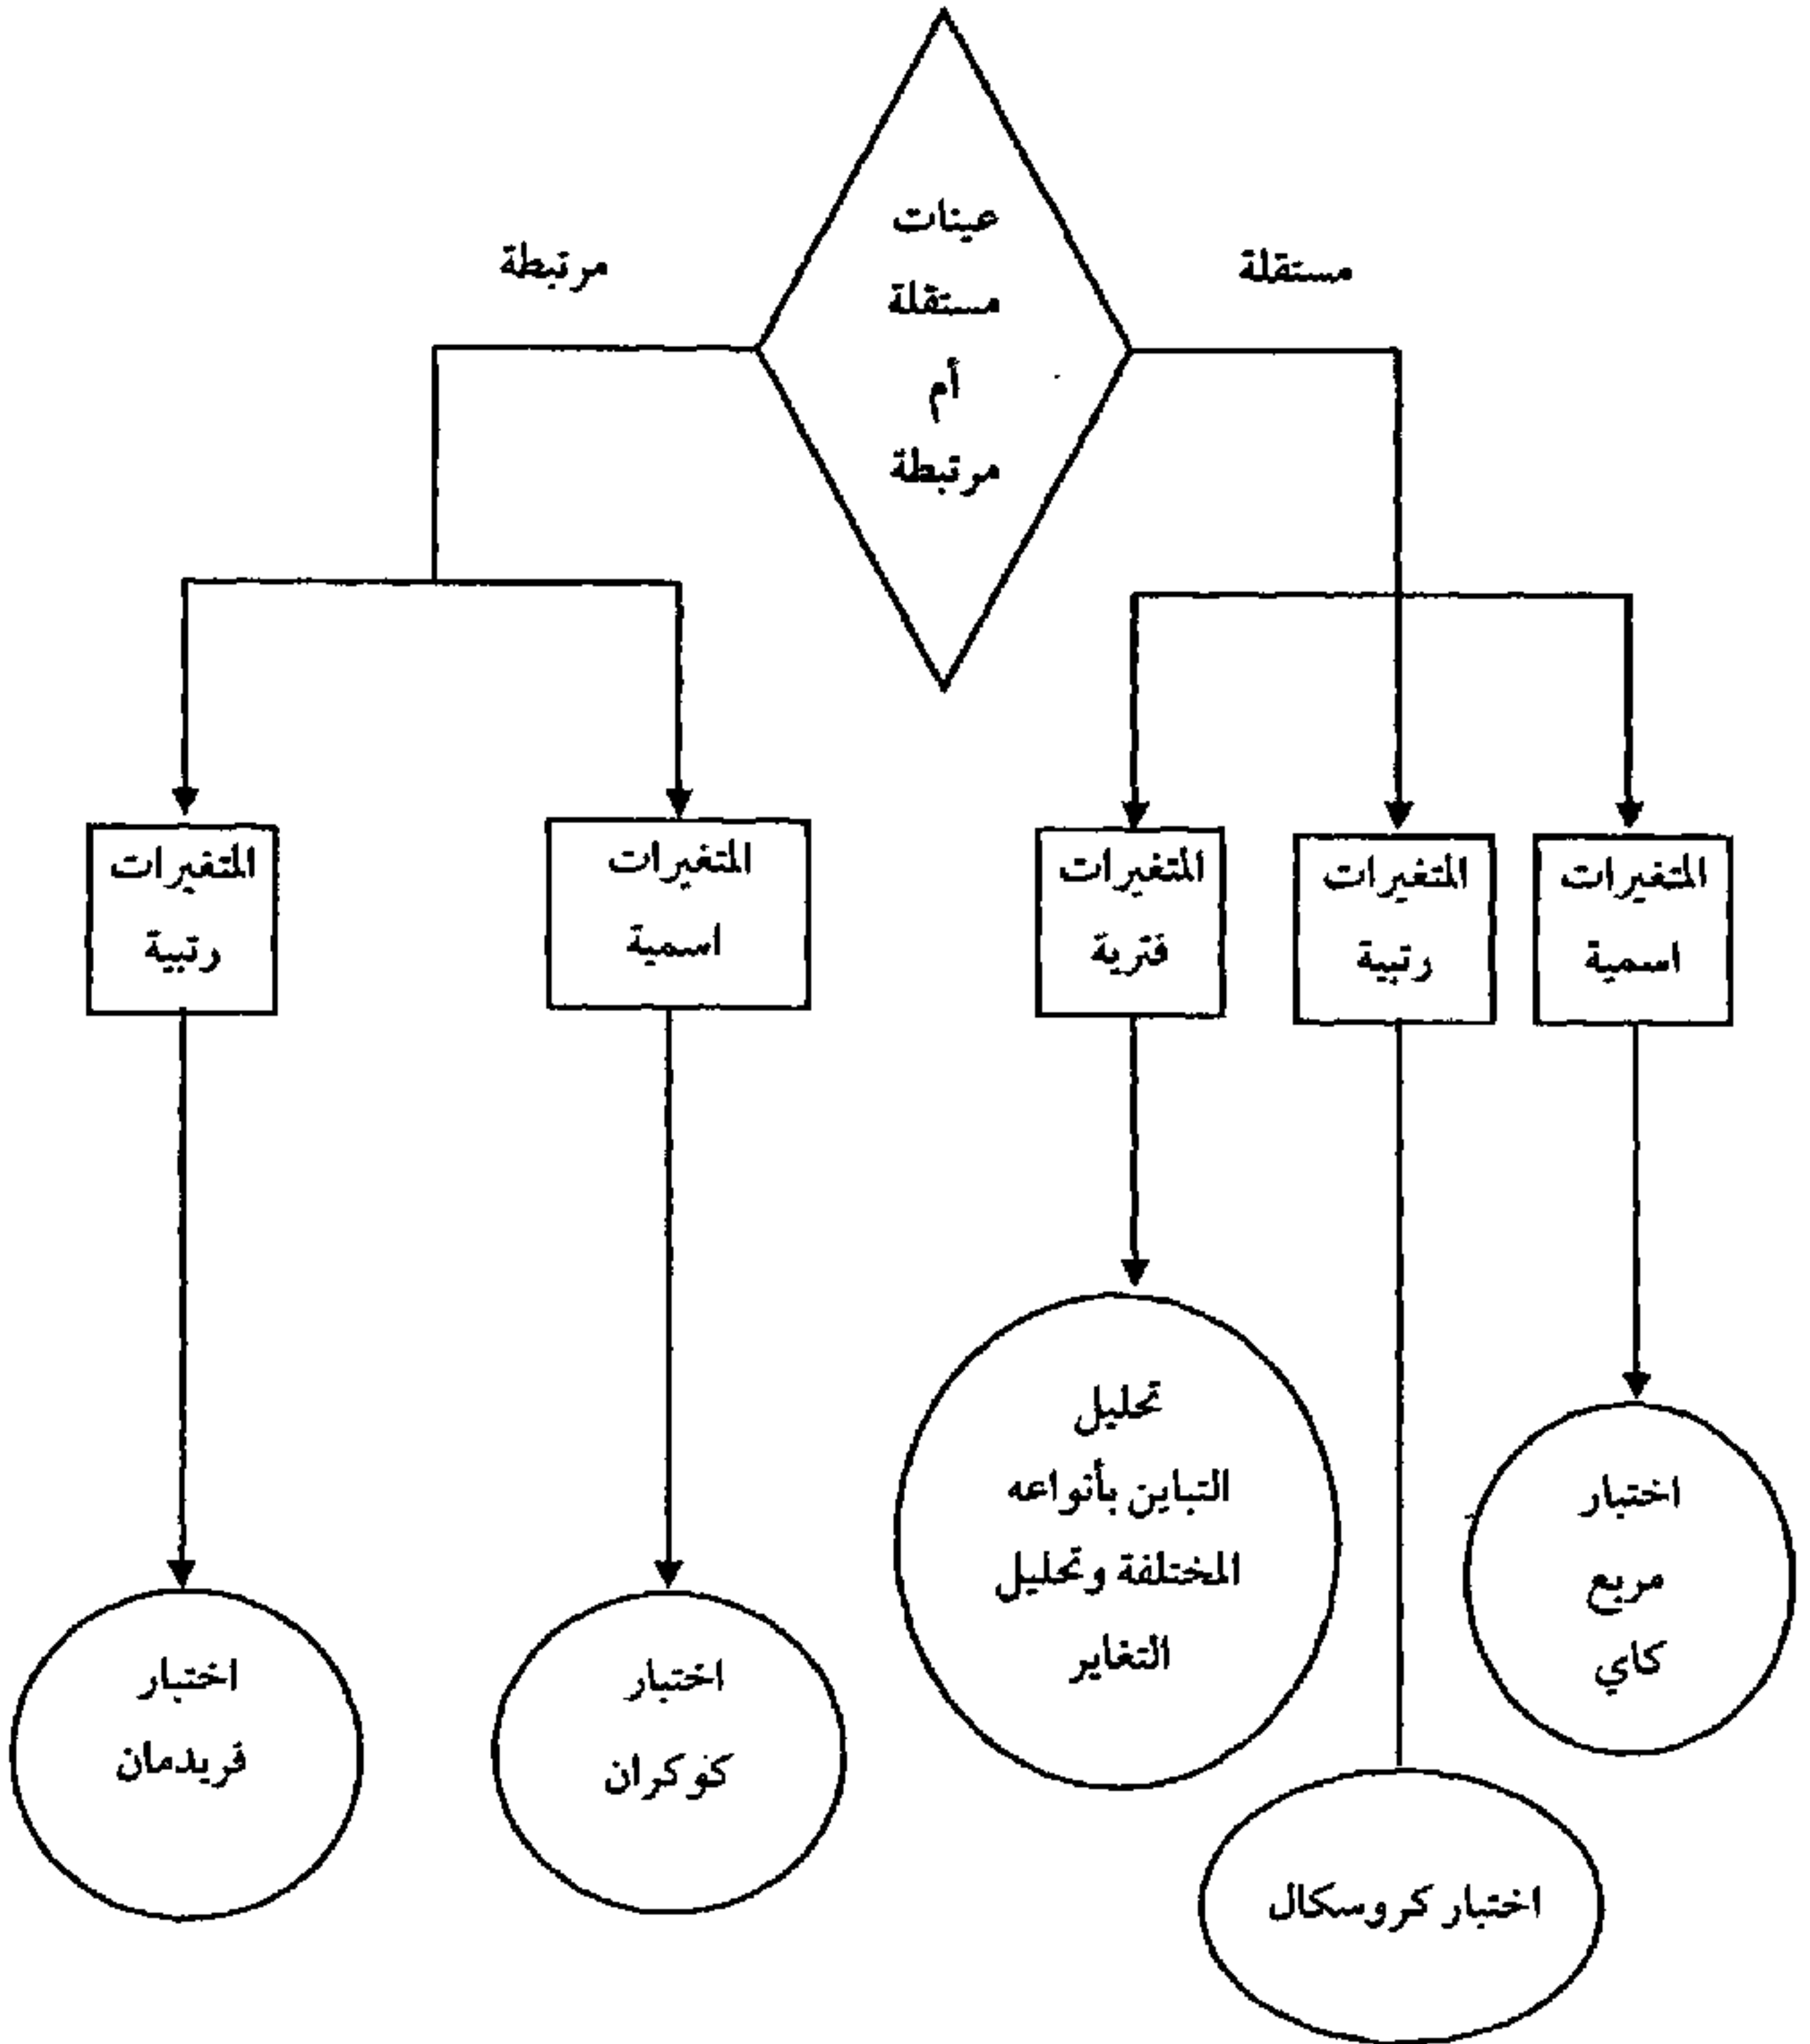 عينات
مستقلة
أم
مرتبطة
مستقلة
مرتبطة
المتغيرات
اسمية
المتغيرات
رتبية
المتغيرات
فترية
المتغيرات
اسمية
المتغيرات
رتبية
اختبار
مربع
كاي
اختبار كروسكال
تحليل
التباين بأنواعه
المختلفة وتحليل
التغاير
اختبار
كوكران
اختبار
فريدمان